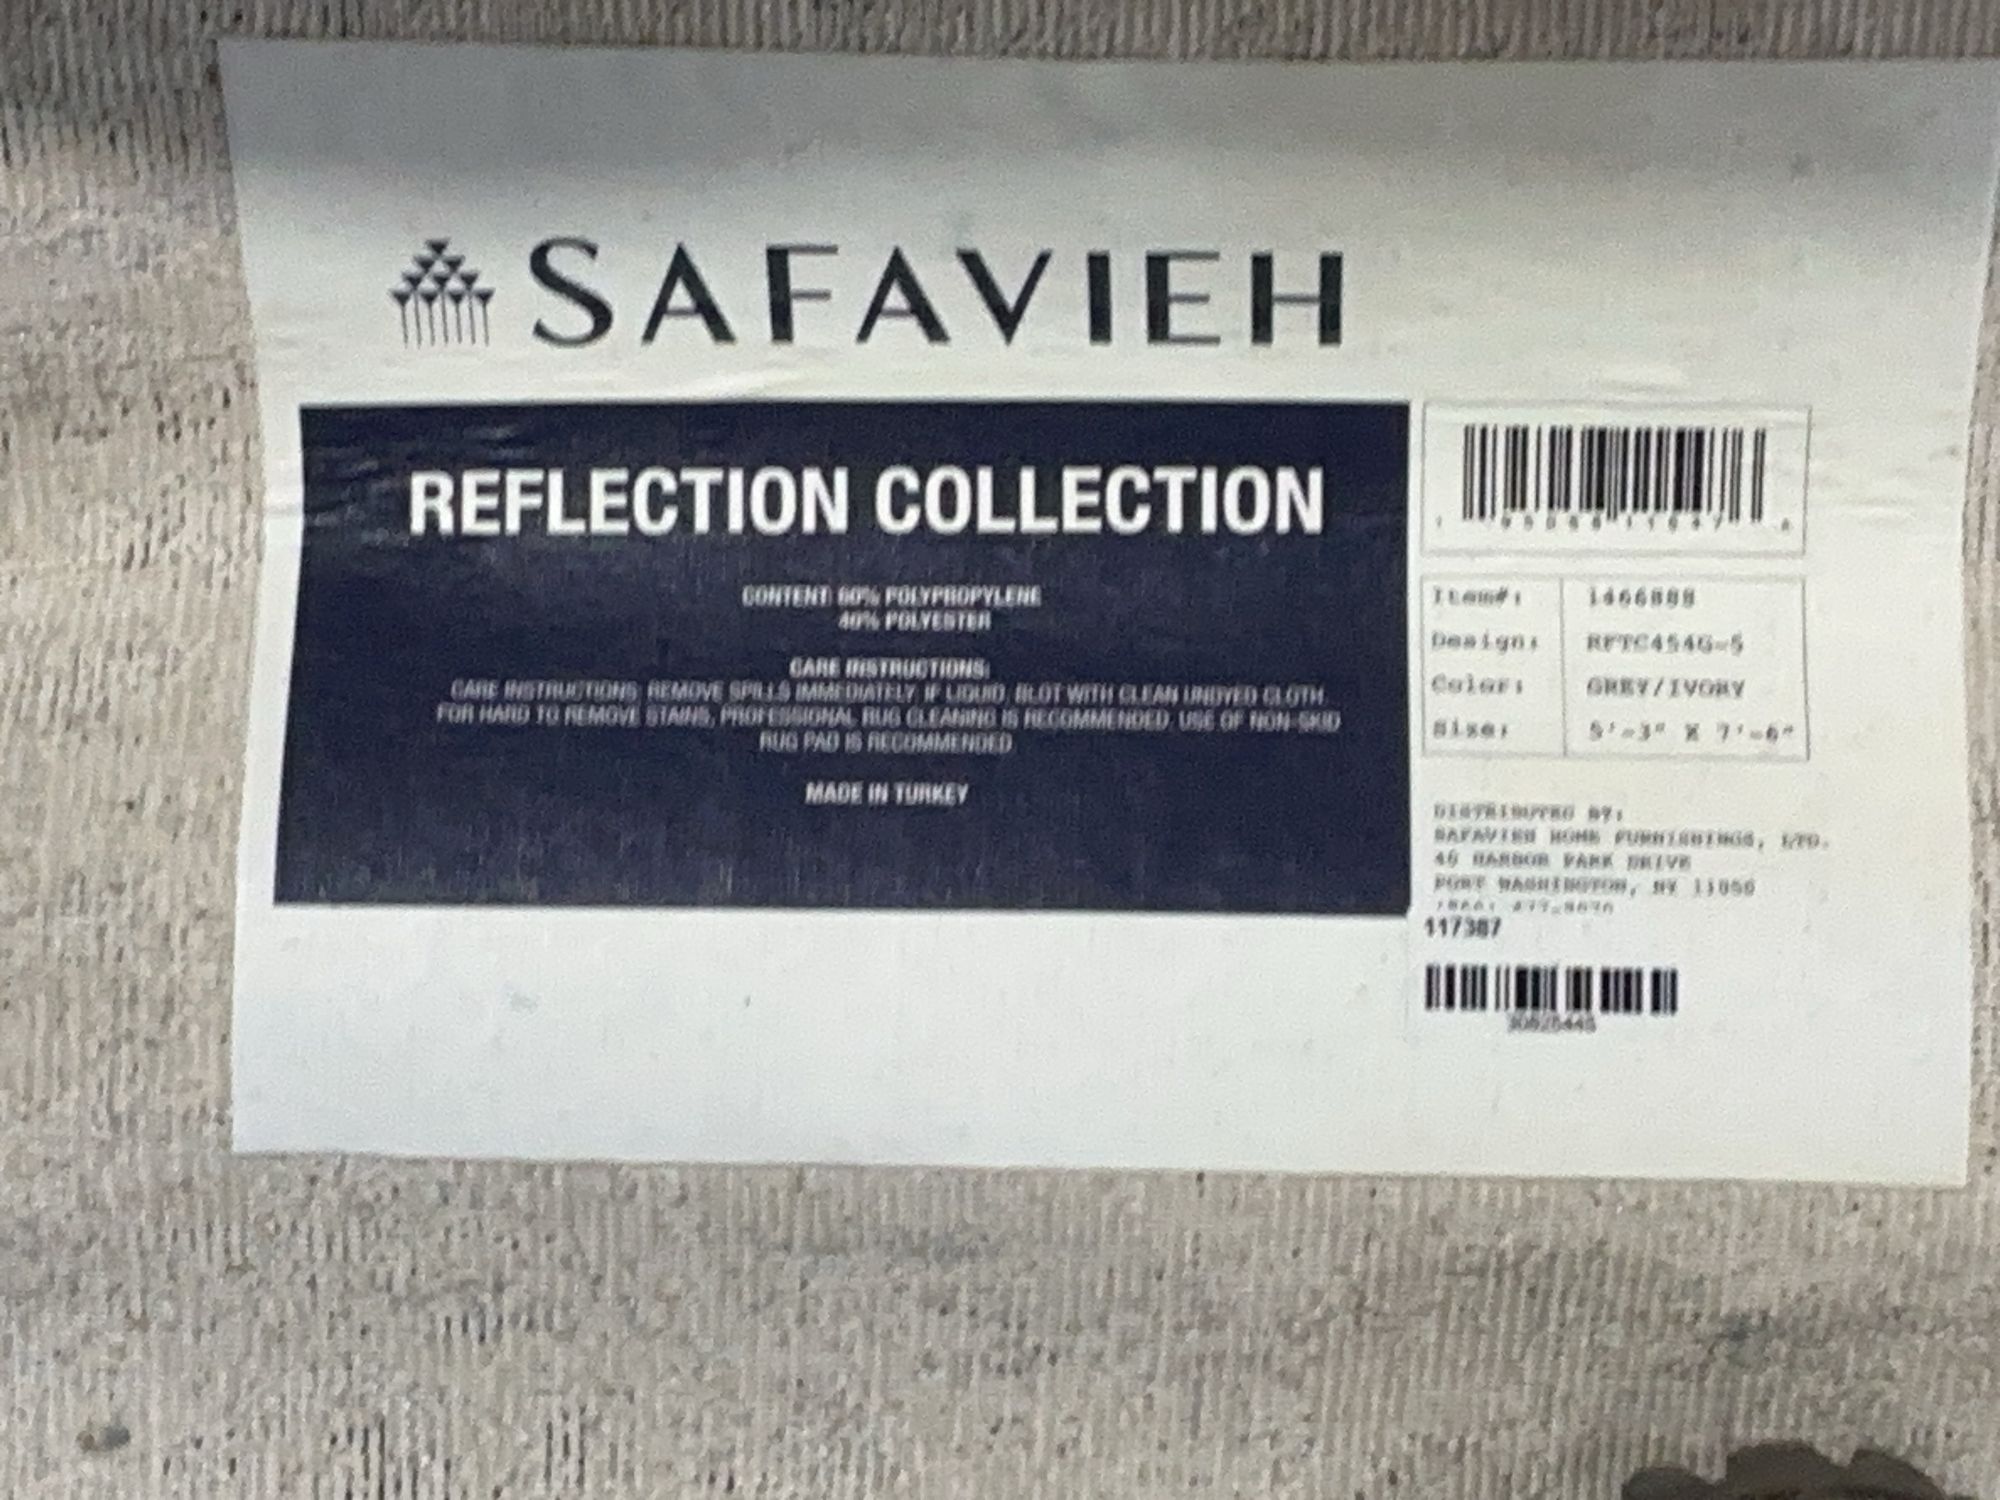 SAFAVIEH
REFLECTION COLLECTION
CONTENT: 60% POLYPROPYLENE
40% POLYESTER
CARE INSTRUCTIONS:
CARE INSTRUCTIONS: REMOVE SPILLS IMMEDIATELY. IF LIQUID, BLOT WITH CLEAN UNDYED CLOTH.
FOR HARD TO REMOVE STAINS, PROFESSIONAL RUG CLEANING IS RECOMMENDED. USE OF NON-SKID
RUG PAD IS RECOMMENDED
MADE IN TURKEY
Item#: 1466888
Design: RFTC454G-5
Color: GREY/IVORY
Size: 5'-3" X 7'-6"
DISTRIBUTED BY:
SAFAVIEH HOME FURNISHINGS, LTD.
40 HARBOR PARK DRIVE
PORT WASHINGTON, NY 11050
117387